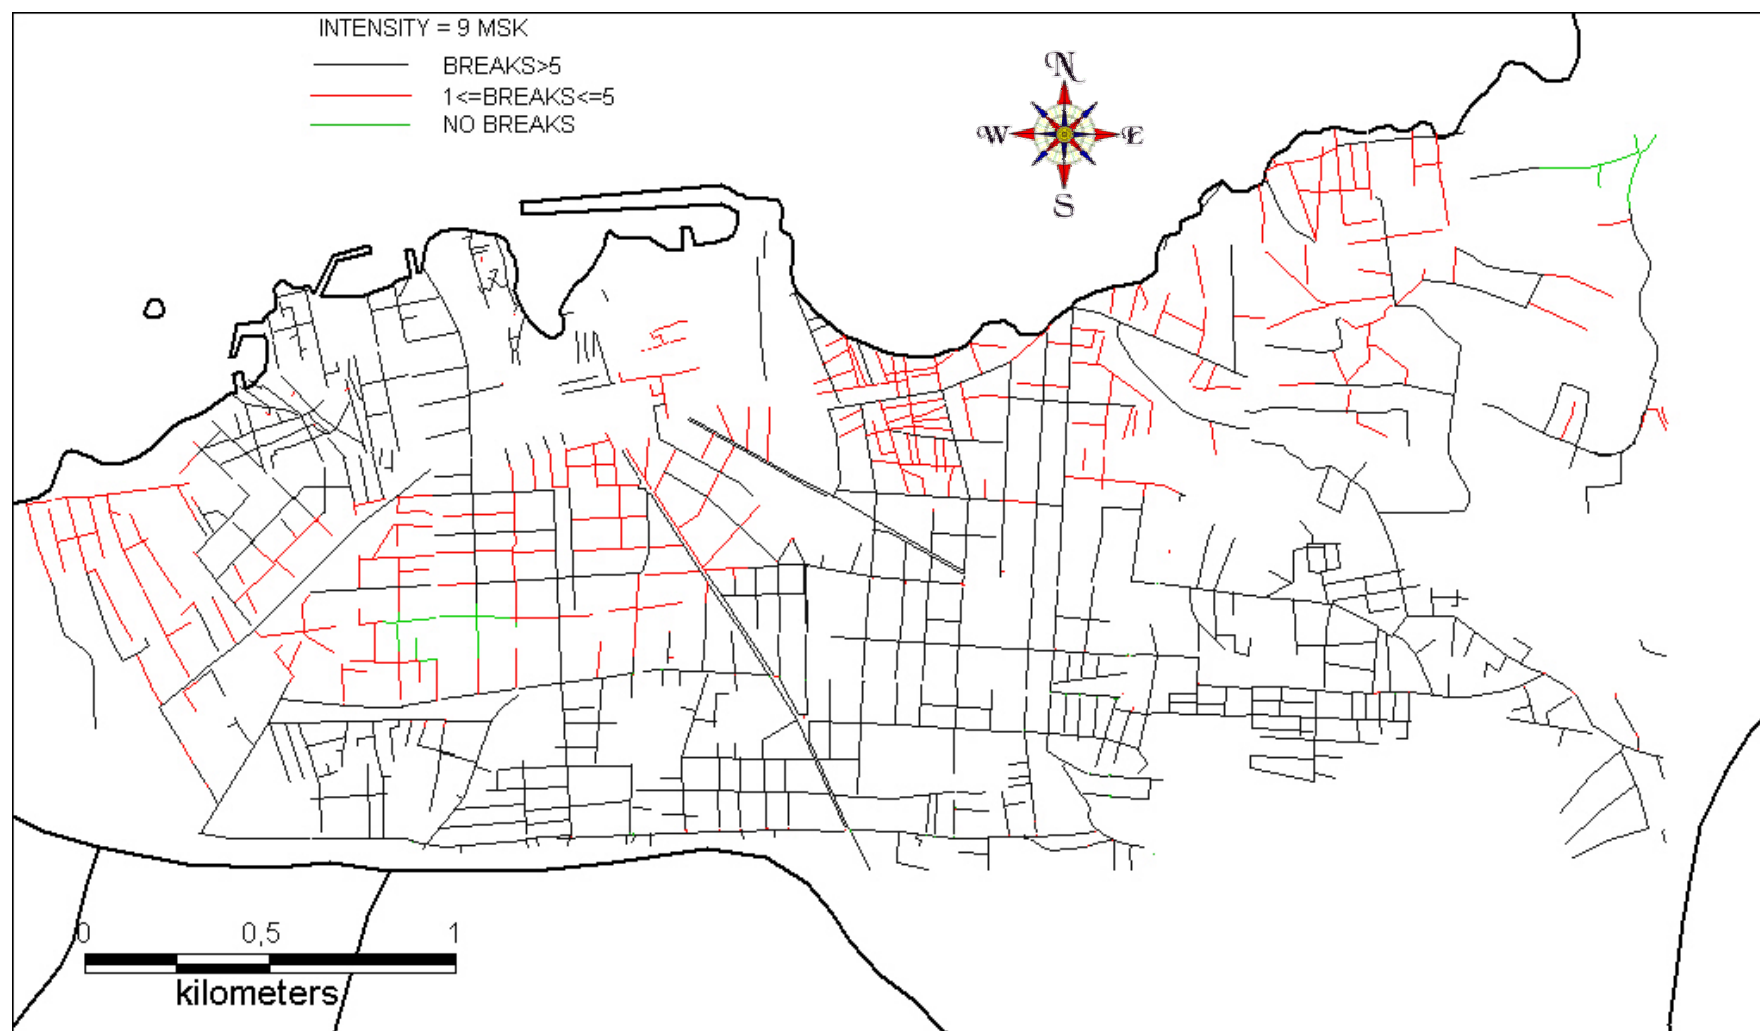 INTENSITY = 9 MSK
BREAKS>5
1<=BREAKS<=5
NO BREAKS
N
W E
S
0 0,5 1
kilometers